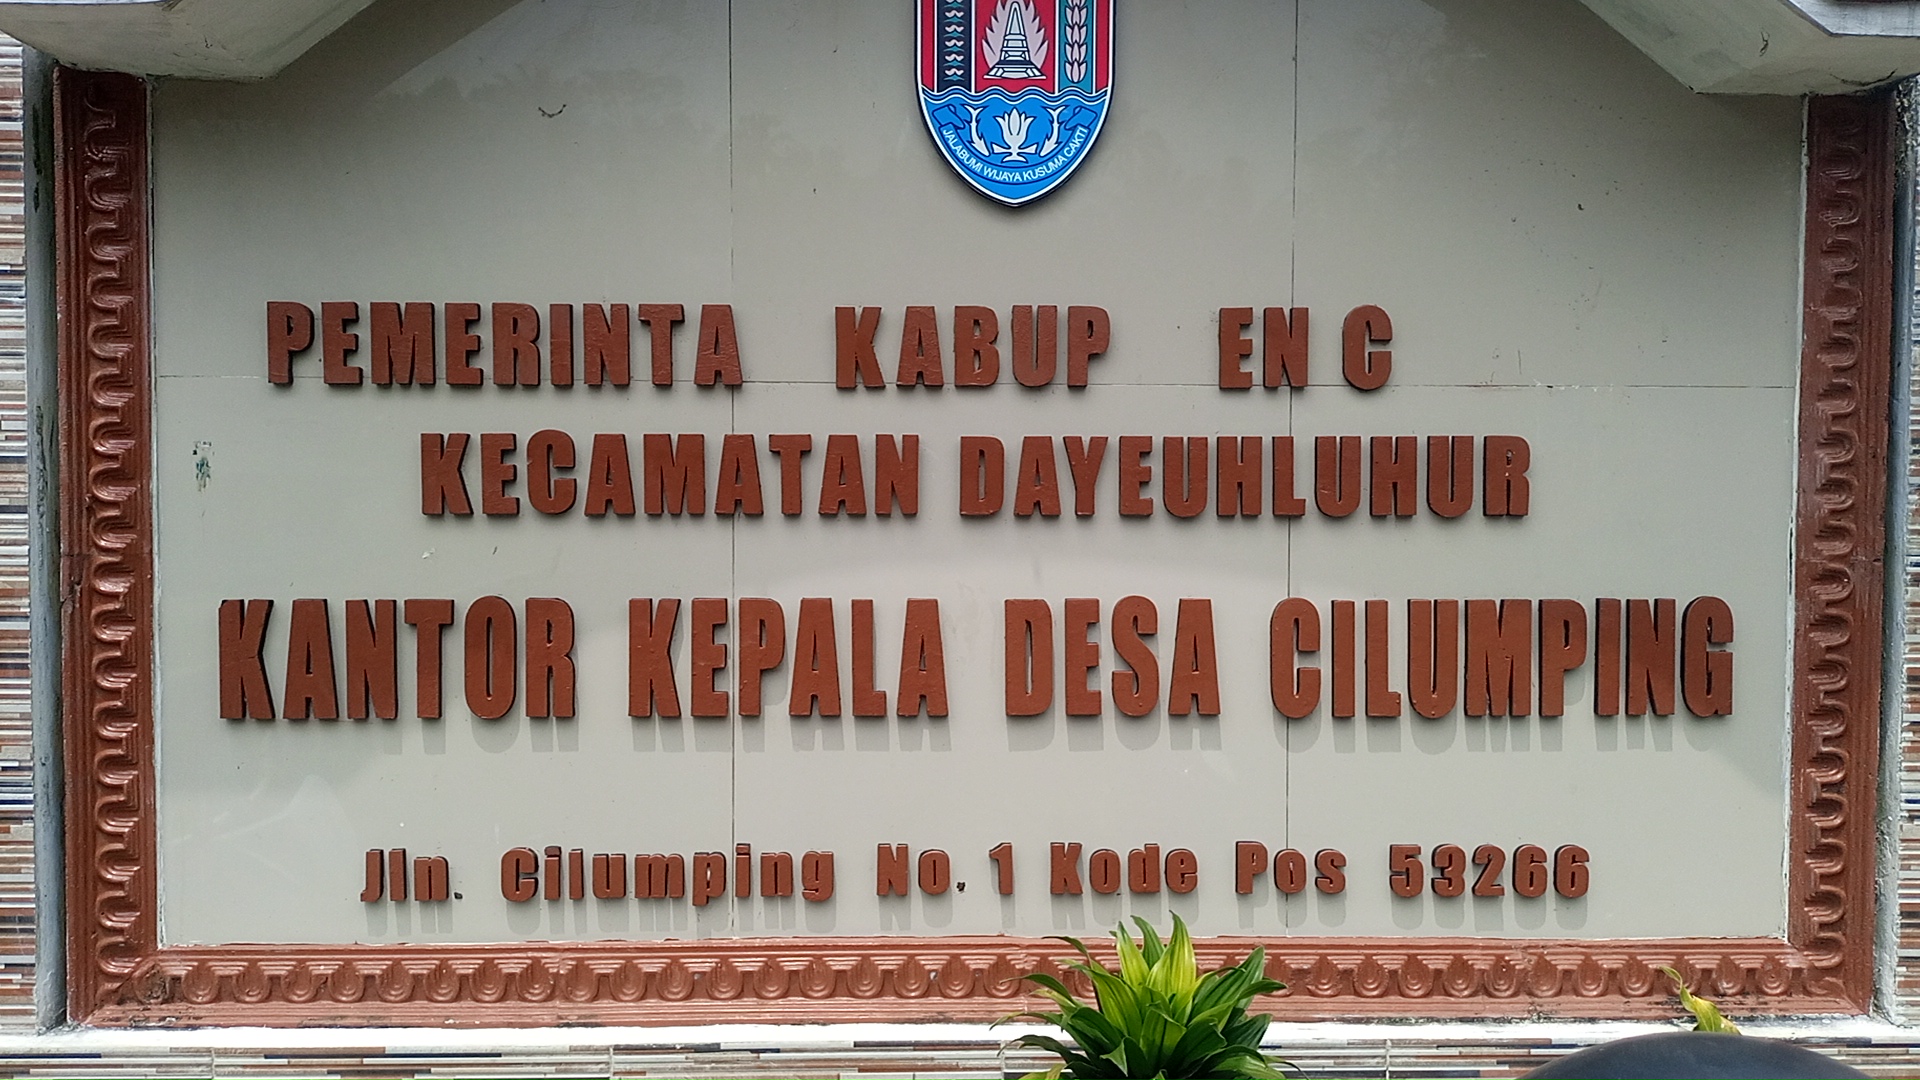 JALABUMI WIJAYA KUSUMA CAKTI
PEMERINTA KABUP EN C
KECAMATAN DAYEUHLUHUR
KANTOR KEPALA DESA CILUMPING
Jln. Cilumping No. 1 Kode Pos 53266